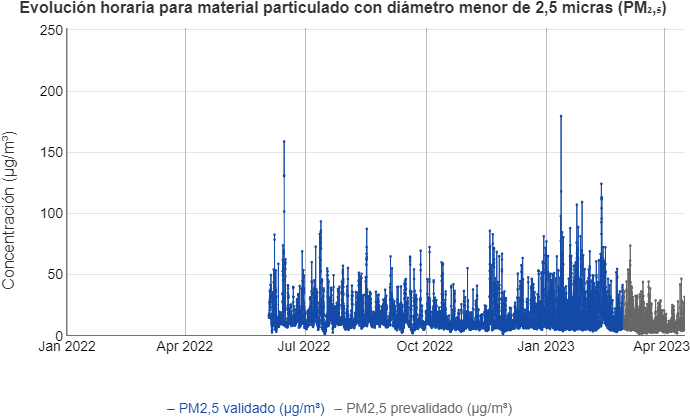 Evolución horaria para material particulado con diámetro menor de 2,5 micras (PM₂,₅)
250
200
150
100
50
0
Concentración (µg/m³)
Jan 2022 Apr 2022 Jul 2022 Oct 2022 Jan 2023 Apr 2023
– PM2,5 validado (µg/m³) – PM2,5 prevalidado (µg/m³)